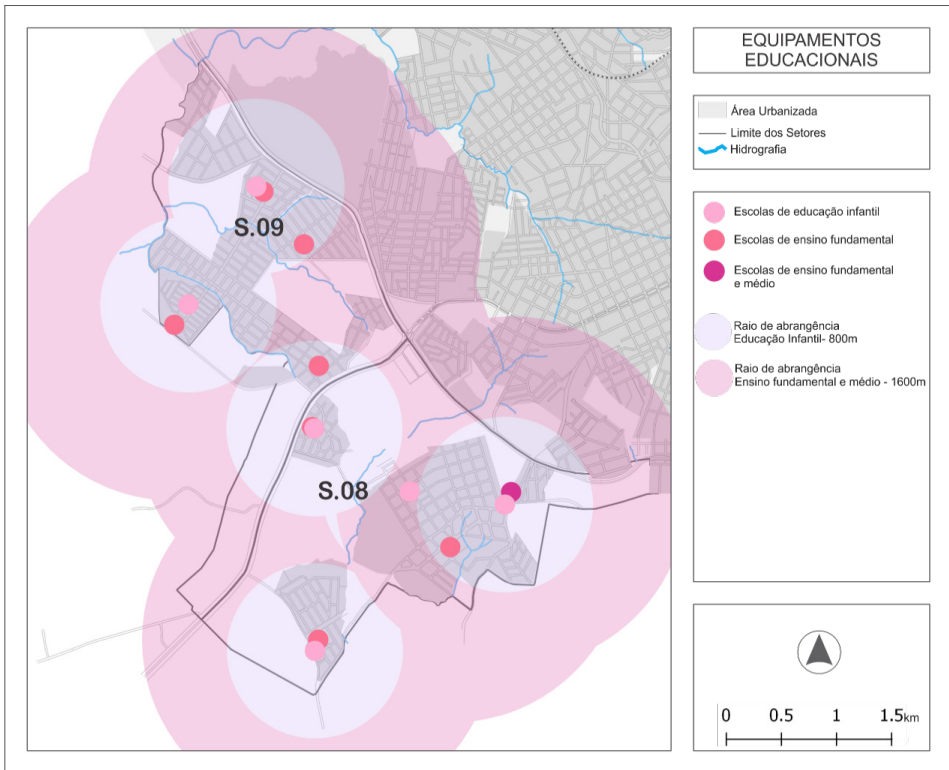 EQUIPAMENTOS
EDUCACIONAIS
Área Urbanizada
Limite dos Setores
Hidrografia
Escolas de educação infantil
Escolas de ensino fundamental
Escolas de ensino fundamental
e médio
Raio de abrangência
Educação Infantil- 800m
Raio de abrangência
Ensino fundamental e médio - 1600m
S.09
S.08
0 0.5 1 1.5km